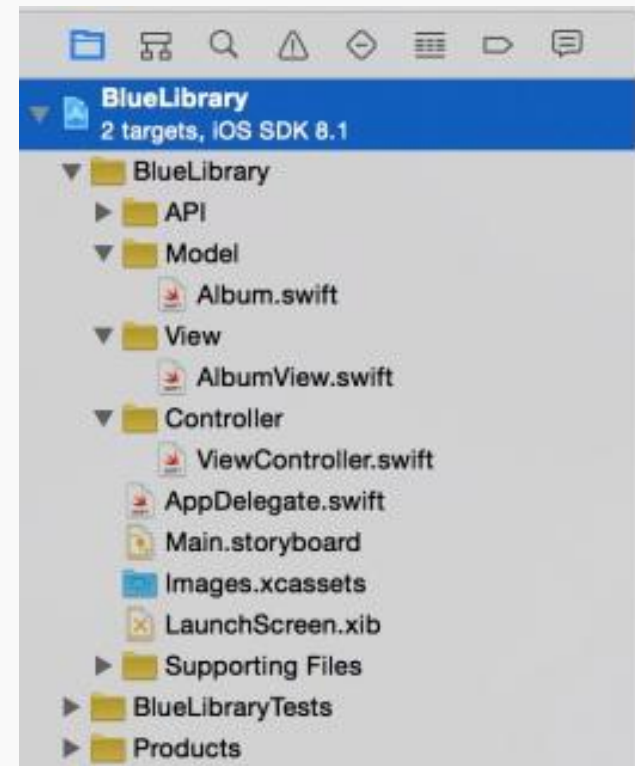 BlueLibrary
2 targets, iOS SDK 8.1
BlueLibrary
API
Model
Album.swift
View
AlbumView.swift
Controller
ViewController.swift
AppDelegate.swift
Main.storyboard
Images.xcassets
LaunchScreen.xib
Supporting Files
BlueLibraryTests
Products